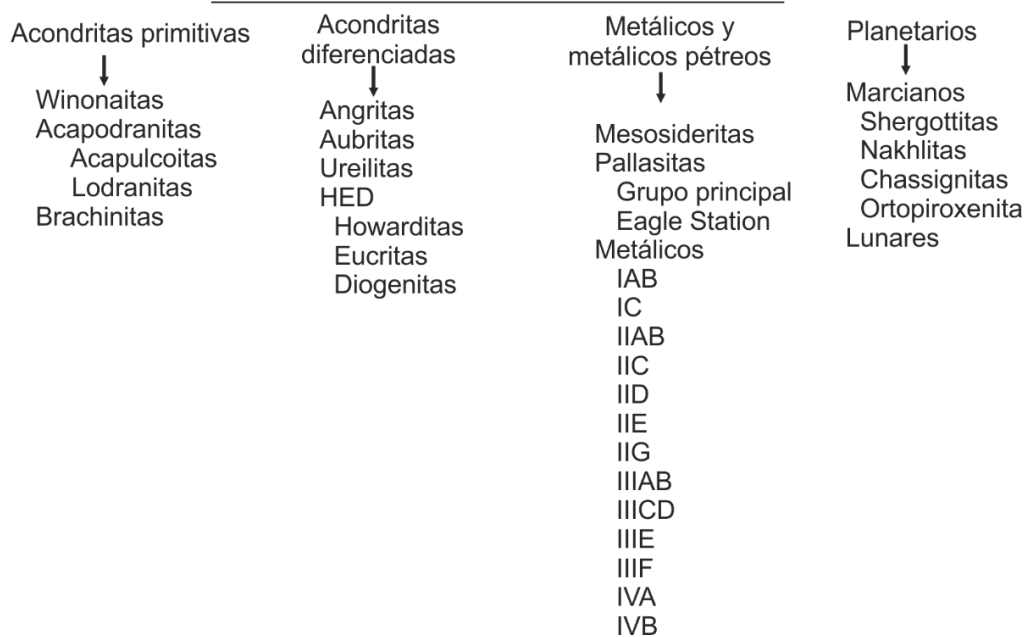 Acondritas primitivas
Winonaitas
Acapodranitas
Acapulcoitas
Lodranitas
Brachinitas
Acondritas
diferenciadas
Angritas
Aubritas
Ureilitas
HED
Howarditas
Eucritas
Diogenitas
Metálicos y
metálicos pétreos
Mesosideritas
Pallasitas
Grupo principal
Eagle Station
Metálicos
IAB
IC
IIAB
IIC
IID
IIE
IIG
IIIAB
IIICD
IIIE
IIIF
IVA
IVB
Planetarios
Marcianos
Shergottitas
Nakhlitas
Chassignitas
Ortopiroxenita
Lunares